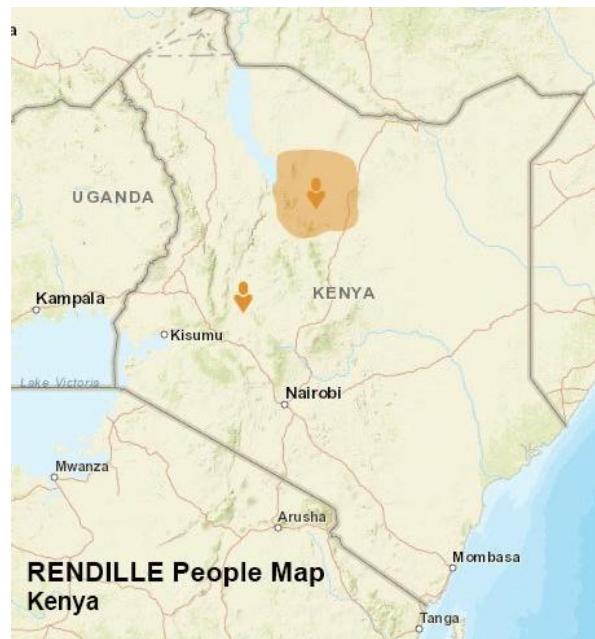 a
UGANDA
KENYA
Kampala
Kisumu
Lake Victoria
Nairobi
Mwanza
Arusha
RENDILLE People Map
Kenya
Mombasa
Tanga